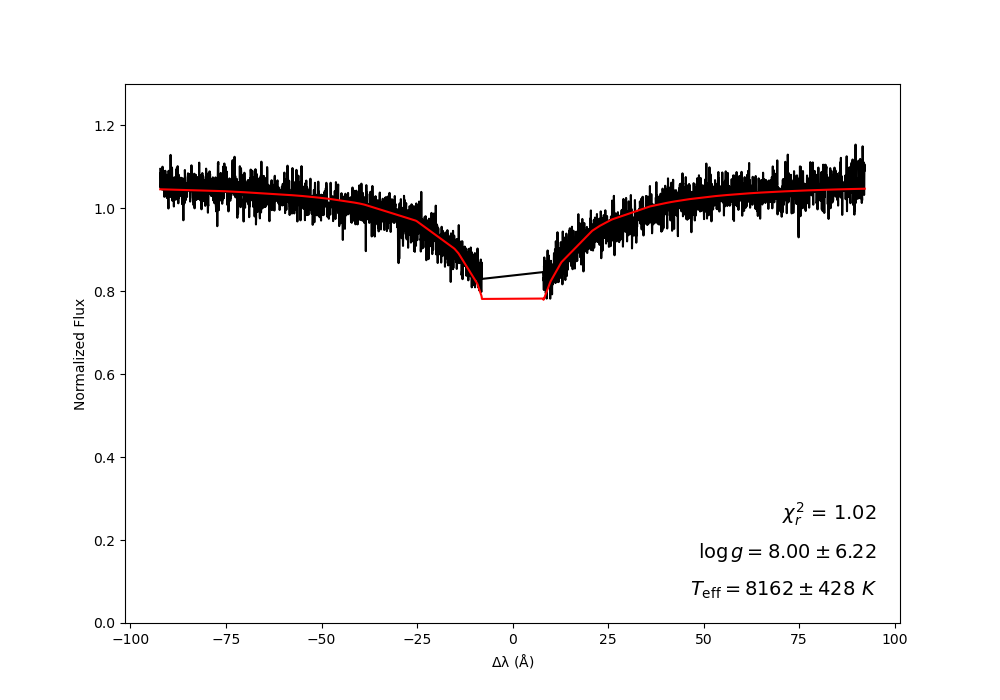 1.2
1.0
0.8
0.6
0.4
0.2
0.0
Normalized Flux
χ²ᵣ = 1.02
log g = 8.00 ± 6.22
T_eff = 8162 ± 428 K
−100 −75 −50 −25 0 25 50 75 100
Δλ (Å)